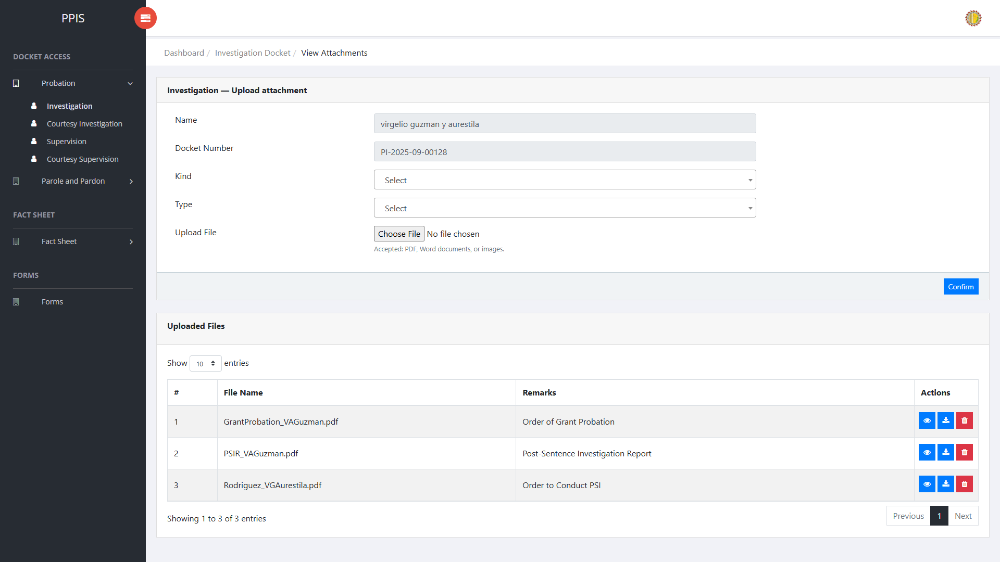 PPIS
DOCKET ACCESS
Probation
Investigation
Courtesy Investigation
Supervision
Courtesy Supervision
Parole and Pardon
FACT SHEET
Fact Sheet
FORMS
Forms
Dashboard / Investigation Docket / View Attachments
Investigation — Upload attachment
Name virgelio guzman y aurestila
Docket Number PI-2025-09-00128
Kind Select
Type Select
Upload File Choose File No file chosen
Accepted: PDF, Word documents, or images.
Confirm
Uploaded Files
Show 10 entries
# File Name Remarks Actions
1 GrantProbation_VAGuzman.pdf Order of Grant Probation
2 PSIR_VAGuzman.pdf Post-Sentence Investigation Report
3 Rodriguez_VGAurestila.pdf Order to Conduct PSI
Showing 1 to 3 of 3 entries
Previous 1 Next